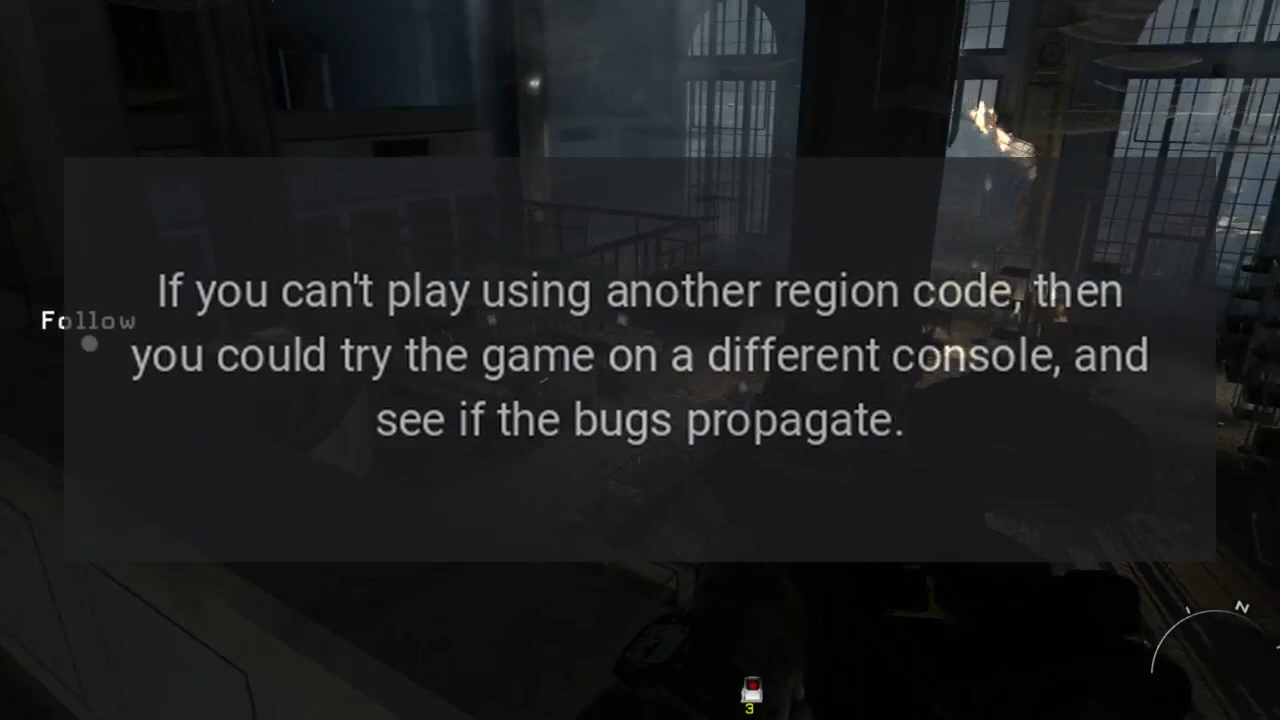 If you can't play using another region code, then
Follow
you could try the game on a different console, and
see if the bugs propagate.
N
3